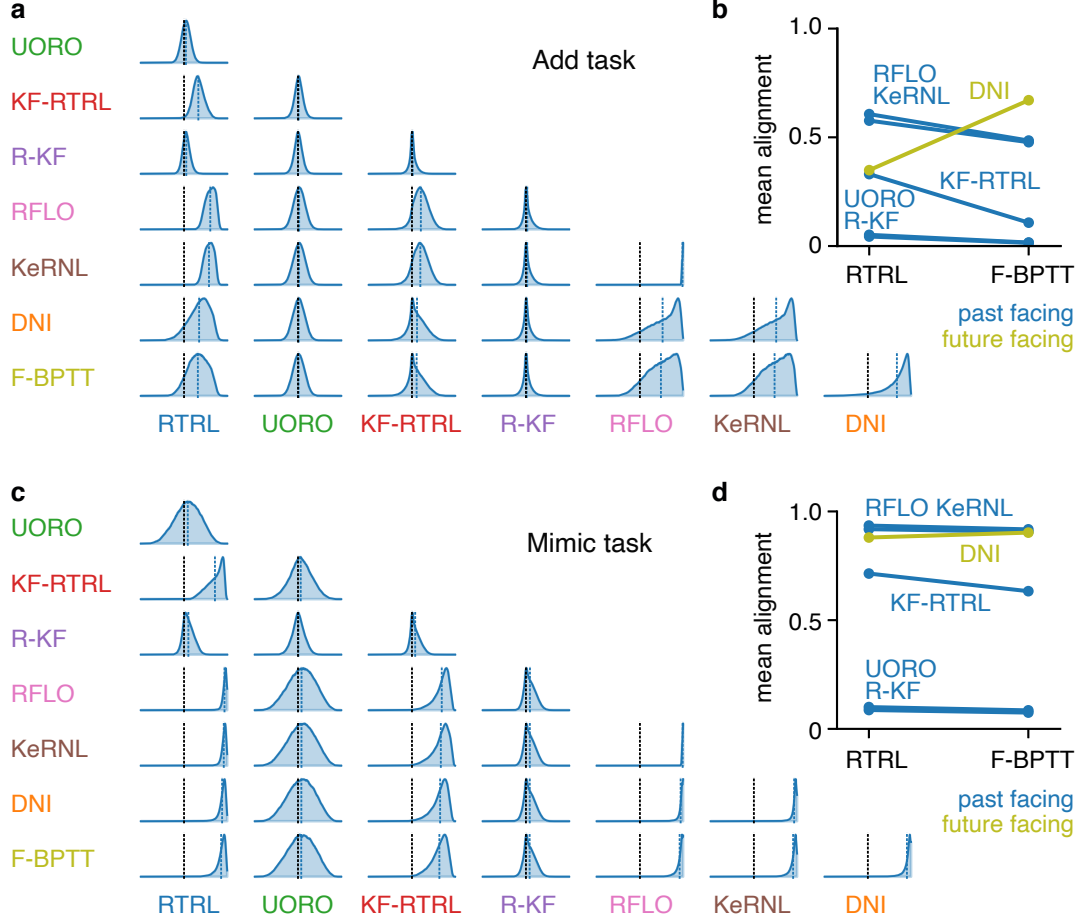 a
Add task
UORO
KF-RTRL
R-KF
RFLO
KeRNL
DNI
F-BPTT
RTRL UORO KF-RTRL R-KF RFLO KeRNL DNI
b
mean alignment
1.0
0.5
0
RFLO
KeRNL
DNI
KF-RTRL
UORO
R-KF
RTRL F-BPTT
past facing
future facing
c
Mimic task
UORO
KF-RTRL
R-KF
RFLO
KeRNL
DNI
F-BPTT
RTRL UORO KF-RTRL R-KF RFLO KeRNL DNI
d
mean alignment
1.0
0.5
0
RFLO KeRNL
DNI
KF-RTRL
UORO
R-KF
RTRL F-BPTT
past facing
future facing